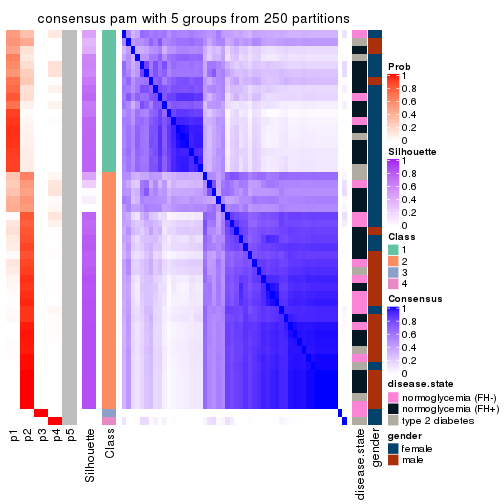 consensus pam with 5 groups from 250 partitions
Prob
1
0.8
0.6
0.4
0.2
0
Silhouette
1
0.8
0.6
0.4
0.2
0
Class
1
2
3
4
Consensus
1
0.8
0.6
0.4
0.2
0
disease.state
normoglycemia (FH-)
normoglycemia (FH+)
type 2 diabetes
gender
female
male
p1
p2
p3
p4
p5
Silhouette
Class
disease.state
gender